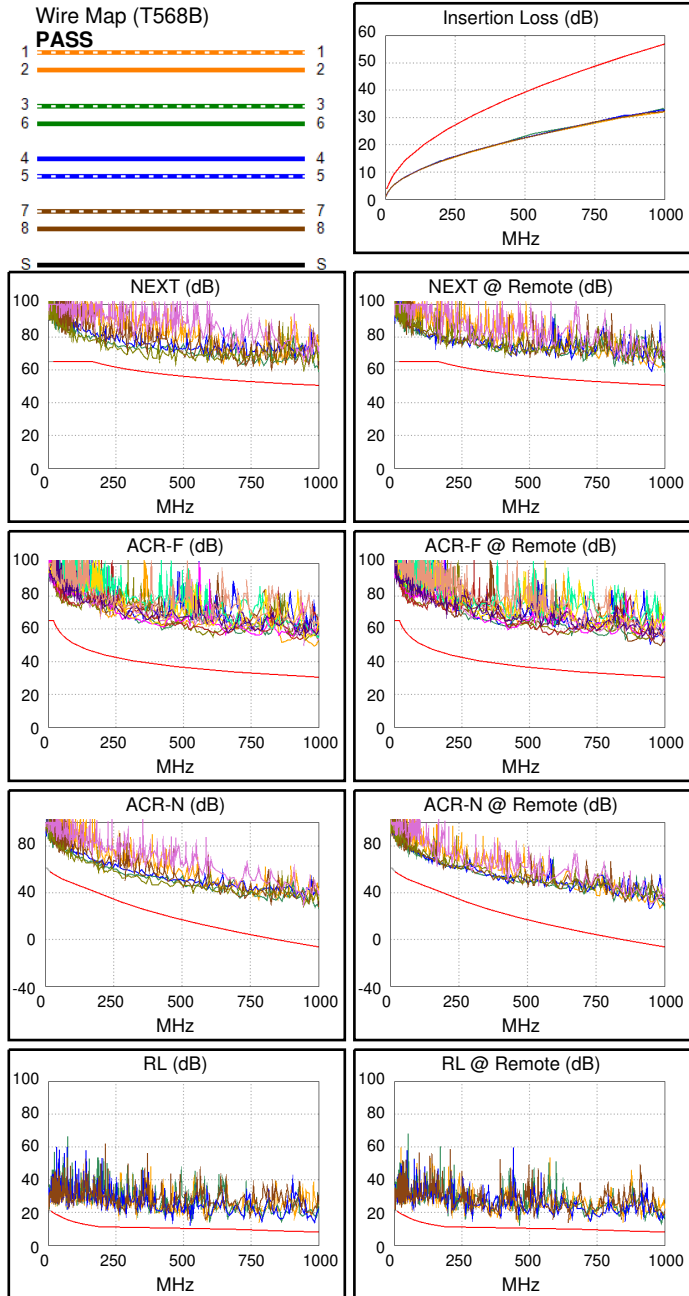 Wire Map (T568B)
PASS
1 1
2 2
3 3
6 6
4 4
5 5
7 7
8 8
S S
Insertion Loss (dB)
60
50
40
30
20
10
0
0 250 500 750 1000
MHz
NEXT (dB)
100
80
60
40
20
0
0 250 500 750 1000
MHz
NEXT @ Remote (dB)
100
80
60
40
20
0
0 250 500 750 1000
MHz
ACR-F (dB)
100
80
60
40
20
0
0 250 500 750 1000
MHz
ACR-F @ Remote (dB)
100
80
60
40
20
0
0 250 500 750 1000
MHz
ACR-N (dB)
80
40
0
-40
0 250 500 750 1000
MHz
ACR-N @ Remote (dB)
80
40
0
-40
0 250 500 750 1000
MHz
RL (dB)
100
80
60
40
20
0
0 250 500 750 1000
MHz
RL @ Remote (dB)
100
80
60
40
20
0
0 250 500 750 1000
MHz